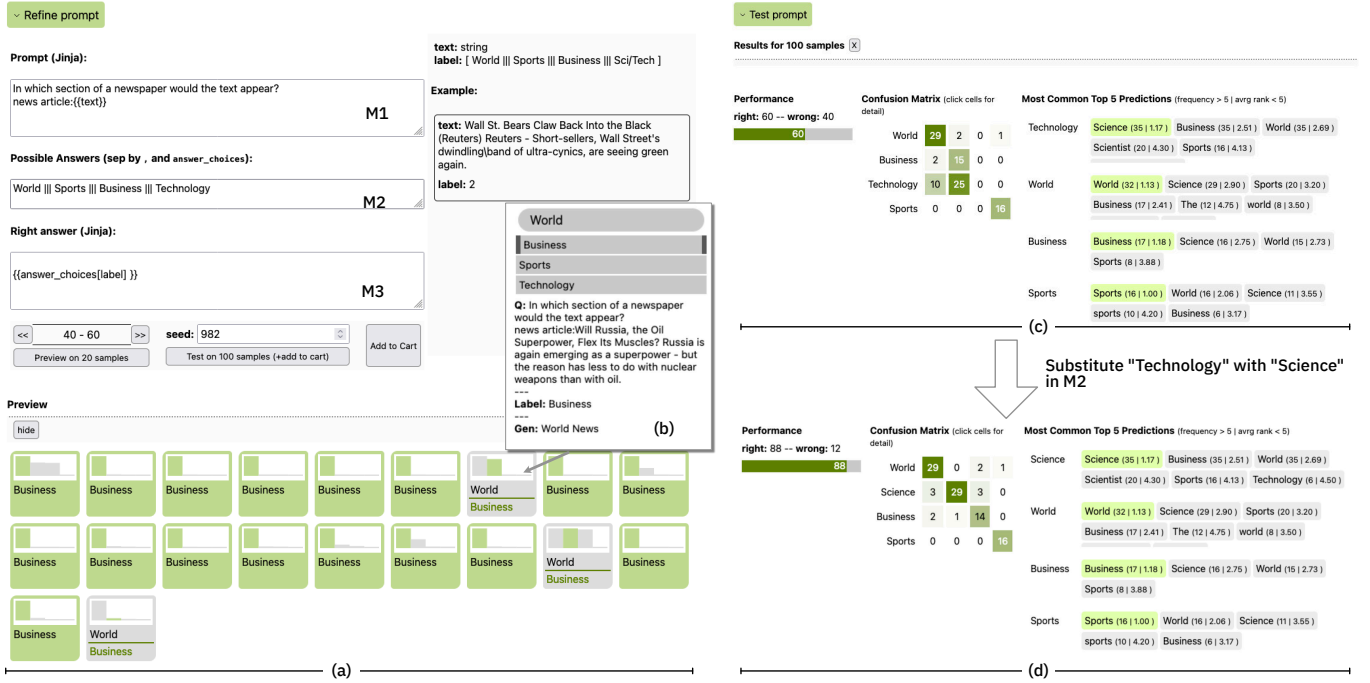 Refine prompt
Prompt (Jinja):
In which section of a newspaper would the text appear?
news article:{{text}}
M1
Possible Answers (sep by , and answer_choices):
World ||| Sports ||| Business ||| Technology
M2
Right answer (Jinja):
{{answer_choices[label] }}
M3
<< 40 - 60 >>
seed: 982
Preview on 20 samples
Test on 100 samples (+add to cart)
Add to Cart
text: string
label: [ World ||| Sports ||| Business ||| Sci/Tech ]
Example:
text: Wall St. Bears Claw Back Into the Black
(Reuters) Reuters - Short-sellers, Wall Street's
dwindling\band of ultra-cynics, are seeing green
again.
label: 2
World
Business
Sports
Technology
Q: In which section of a newspaper
would the text appear?
news article:Will Russia, the Oil
Superpower, Flex Its Muscles? Russia is
again emerging as a superpower - but
the reason has less to do with nuclear
weapons than with oil.
---
Label: Business
---
Gen: World News
(b)
Preview
hide
Business Business Business Business Business Business World Business Business
Business
Business Business Business Business Business Business Business World Business
Business
Business World
Business
(a)
Test prompt
Results for 100 samples X
Performance
right: 60 -- wrong: 40
60
Confusion Matrix (click cells for
detail)
World 29 2 0 1
Business 2 15 0 0
Technology 10 25 0 0
Sports 0 0 0 16
Most Common Top 5 Predictions (frequency > 5 | avrg rank < 5)
Technology Science (35 | 1.17 ) Business (35 | 2.51 ) World (35 | 2.69 )
Scientist (20 | 4.30 ) Sports (16 | 4.13 )
World World (32 | 1.13 ) Science (29 | 2.90 ) Sports (20 | 3.20 )
Business (17 | 2.41 ) The (12 | 4.75 ) world (8 | 3.50 )
Business Business (17 | 1.18 ) Science (16 | 2.75 ) World (15 | 2.73 )
Sports (8 | 3.88 )
Sports Sports (16 | 1.00 ) World (16 | 2.06 ) Science (11 | 3.55 )
sports (10 | 4.20 ) Business (6 | 3.17 )
(c)
Substitute "Technology" with "Science"
in M2
Performance
right: 88 -- wrong: 12
88
Confusion Matrix (click cells for
detail)
World 29 0 2 1
Science 3 29 3 0
Business 2 1 14 0
Sports 0 0 0 16
Most Common Top 5 Predictions (frequency > 5 | avrg rank < 5)
Science Science (35 | 1.17 ) Business (35 | 2.51 ) World (35 | 2.69 )
Scientist (20 | 4.30 ) Sports (16 | 4.13 ) Technology (6 | 4.50 )
World World (32 | 1.13 ) Science (29 | 2.90 ) Sports (20 | 3.20 )
Business (17 | 2.41 ) The (12 | 4.75 ) world (8 | 3.50 )
Business Business (17 | 1.18 ) Science (16 | 2.75 ) World (15 | 2.73 )
Sports (8 | 3.88 )
Sports Sports (16 | 1.00 ) World (16 | 2.06 ) Science (11 | 3.55 )
sports (10 | 4.20 ) Business (6 | 3.17 )
(d)